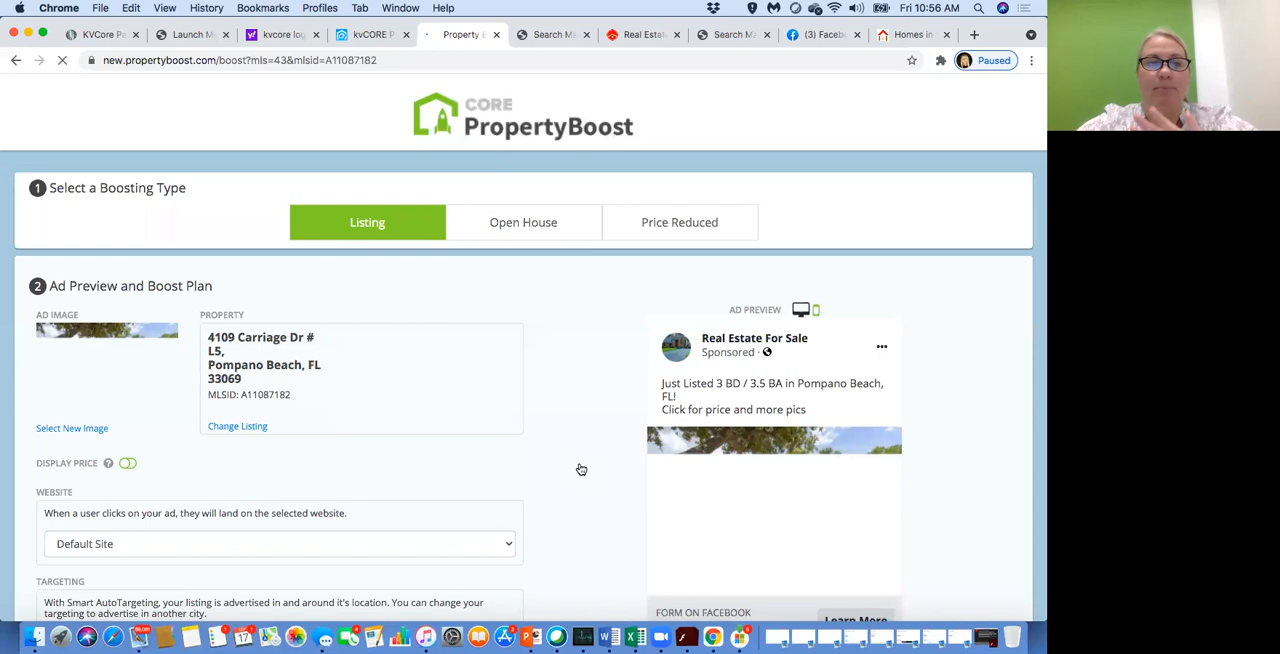 Chrome File Edit View History Bookmarks Profiles Tab Window Help Fri 10:56 AM
KVCore Pa Launch M kvcore log kvCORE P Property B Search Ma Real Estat Search Ma (3) Faceb Homes in
new.propertyboost.com/boost?mls=43&mlsid=A11087182 Paused
CORE
PropertyBoost
1 Select a Boosting Type
Listing Open House Price Reduced
2 Ad Preview and Boost Plan
AD IMAGE
PROPERTY
4109 Carriage Dr #
L5,
Pompano Beach, FL
33069
MLSID: A11087182
Select New Image
Change Listing
DISPLAY PRICE ?
WEBSITE
When a user clicks on your ad, they will land on the selected website.
Default Site
TARGETING
With Smart AutoTargeting, your listing is advertised in and around it's location. You can change your
targeting to advertise in another city.
AD PREVIEW
Real Estate For Sale
Sponsored ·
Just Listed 3 BD / 3.5 BA in Pompano Beach,
FL!
Click for price and more pics
FORM ON FACEBOOK
Learn More